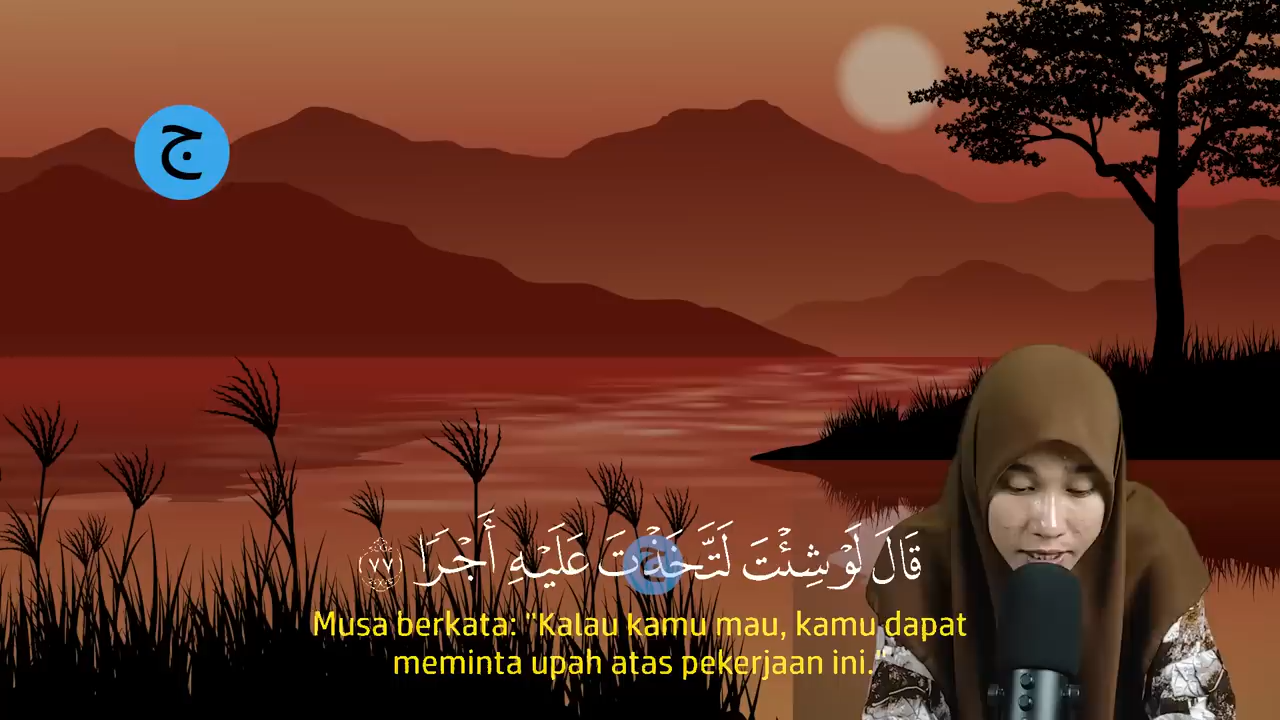 ج
قَالَ لَوْ شِئْتَ لَتَّخَذْتَ عَلَيْهِ أَجْرًا ٧٧
Musa berkata: "Kalau kamu mau, kamu dapat
meminta upah atas pekerjaan ini."